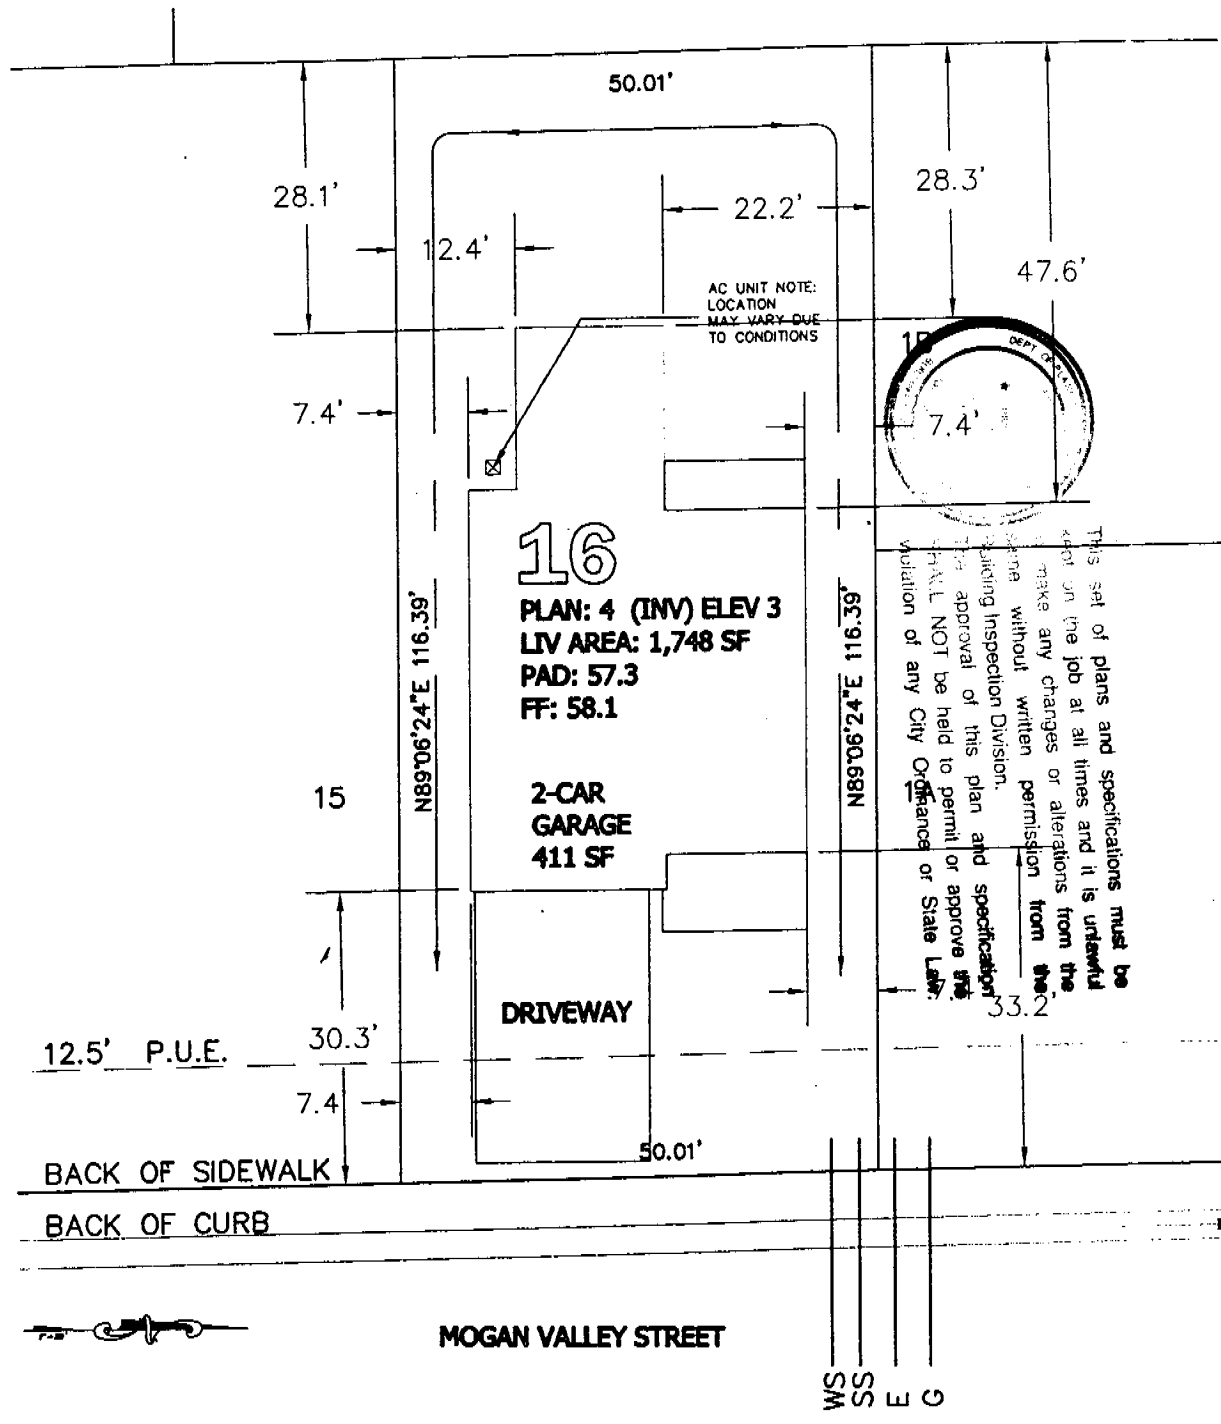 50.01'
28.1'
22.2'
28.3'
12.4'
47.6'
AC UNIT NOTE:
LOCATION
MAY VARY DUE
TO CONDITIONS
DEPT OF
7.4'
7.4'
16
PLAN: 4 (INV) ELEV 3
LIV AREA: 1,748 SF
PAD: 57.3
FF: 58.1
N89°06'24"E 116.39'
N89°06'24"E 116.39'
15
2-CAR
GARAGE
411 SF
This set of plans and specifications must be
kept on the job at all times and it is unlawful
make any changes or alterations from the
same without written permission from the
Building Inspection Division.
The approval of this plan and specification
SHALL NOT be held to permit or approve the
violation of any City Ordinance or State Law.
DRIVEWAY
33.2'
12.5' P.U.E.
30.3'
7.4
50.01'
BACK OF SIDEWALK
BACK OF CURB
MOGAN VALLEY STREET
WS
SS
E
G